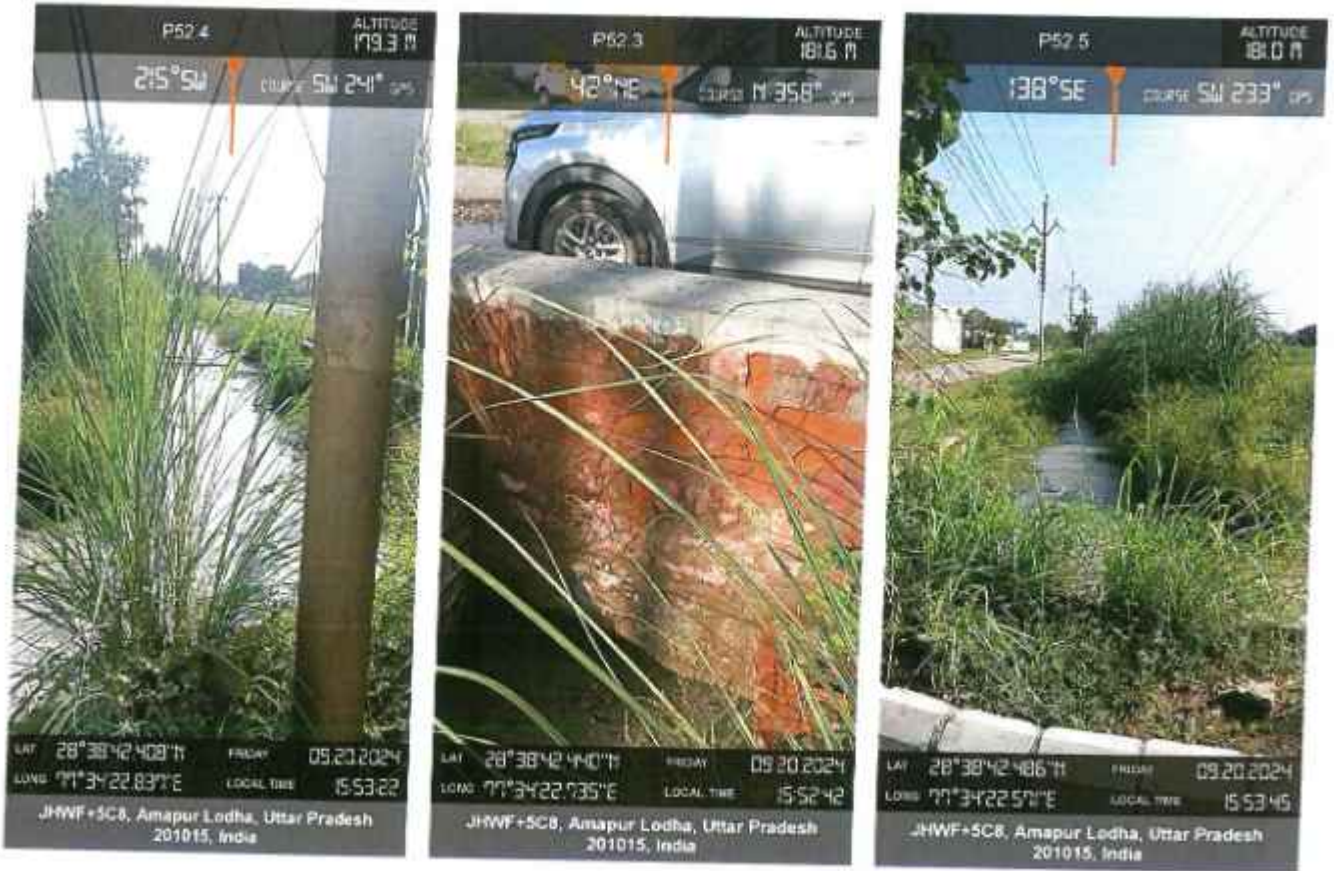 P52.4
ALTITUDE
179.3 M
215°SW
COURSE SW 241° GPS
LAT 28°38'42.408"N FRIDAY 09.20.2024
LONG 77°34'22.837"E LOCAL TIME 15:53:22
JHWF+5C8, Amapur Lodha, Uttar Pradesh
201015, India
P52.3
ALTITUDE
181.6 M
42°NE
COURSE N 358° GPS
LAT 28°38'42.440"N FRIDAY 09.20.2024
LONG 77°34'22.735"E LOCAL TIME 15:52:42
JHWF+5C8, Amapur Lodha, Uttar Pradesh
201015, India
P52.5
ALTITUDE
181.0 M
138°SE
COURSE SW 233° GPS
LAT 28°38'42.486"N FRIDAY 09.20.2024
LONG 77°34'22.571"E LOCAL TIME 15:53:45
JHWF+5C8, Amapur Lodha, Uttar Pradesh
201015, India